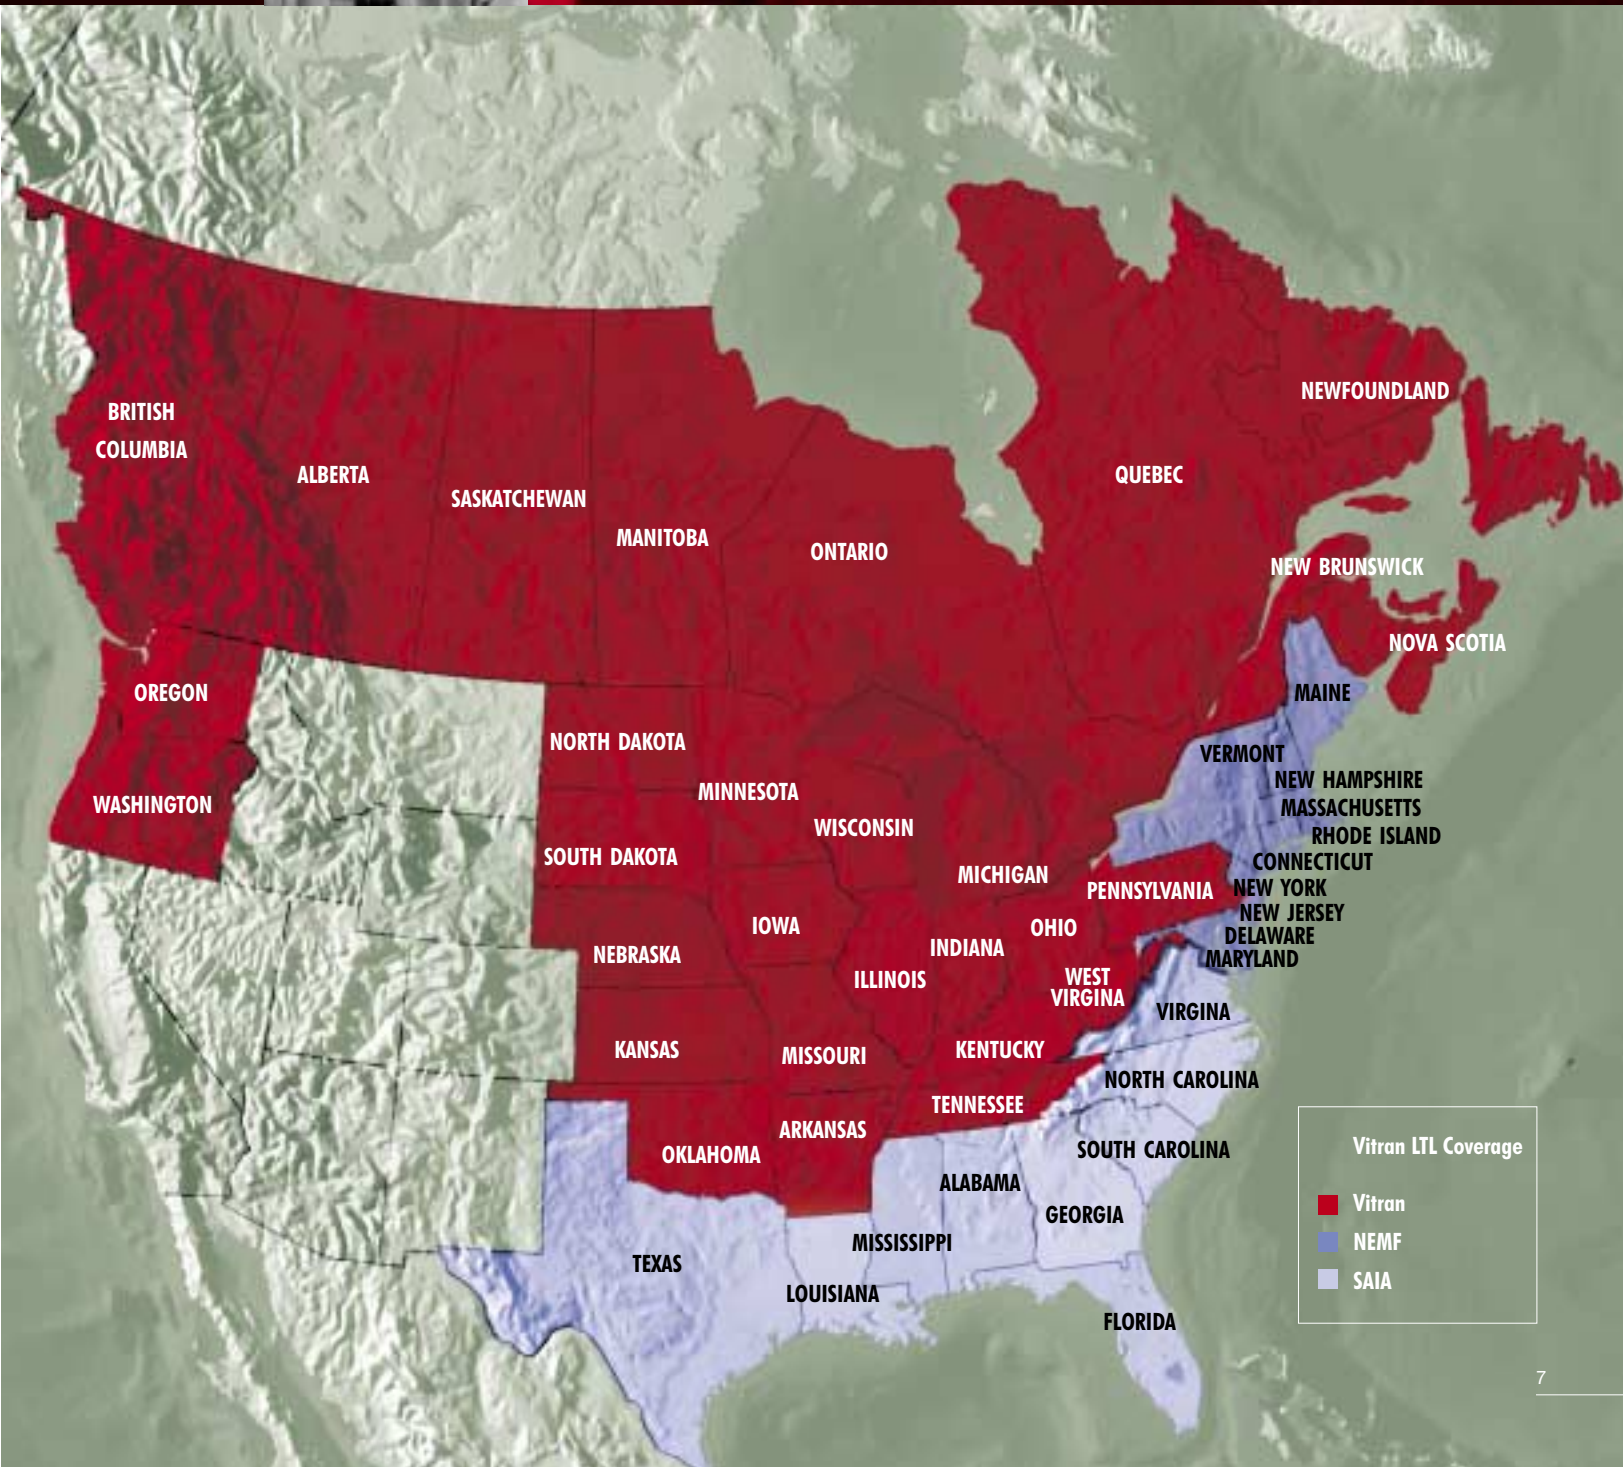 NEWFOUNDLAND
BRITISH
COLUMBIA
ALBERTA
QUEBEC
SASKATCHEWAN
MANITOBA
ONTARIO
NEW BRUNSWICK
NOVA SCOTIA
OREGON
MAINE
NORTH DAKOTA
VERMONT
NEW HAMPSHIRE
MINNESOTA
WASHINGTON
MASSACHUSETTS
WISCONSIN
RHODE ISLAND
SOUTH DAKOTA
CONNECTICUT
MICHIGAN
PENNSYLVANIA
NEW YORK
NEW JERSEY
IOWA
OHIO
DELAWARE
INDIANA
NEBRASKA
MARYLAND
ILLINOIS
WEST
VIRGINA
VIRGINA
KANSAS
MISSOURI
KENTUCKY
NORTH CAROLINA
TENNESSEE
ARKANSAS
OKLAHOMA
SOUTH CAROLINA
ALABAMA
GEORGIA
MISSISSIPPI
TEXAS
LOUISIANA
FLORIDA
Vitran LTL Coverage
Vitran
NEMF
SAIA
7